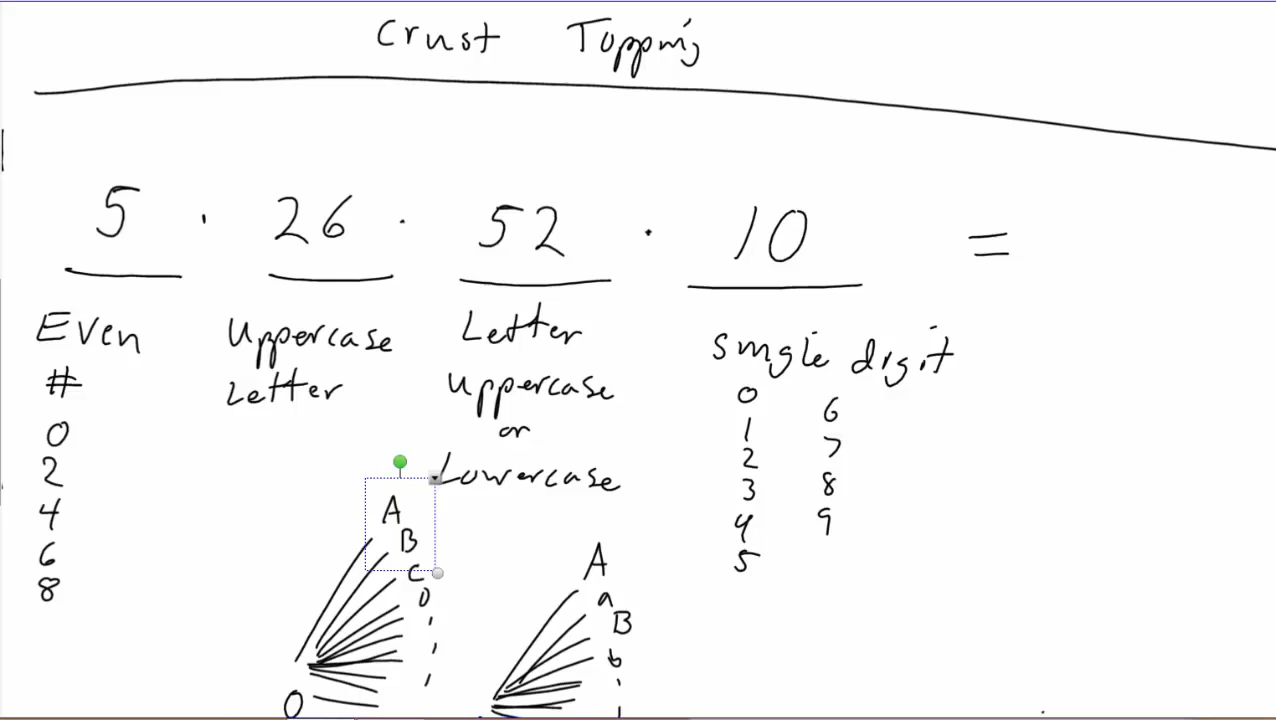 Crust Topping
5 · 26 · 52 · 10 =
Even
#
0
2
4
6
8
Uppercase
Letter
Letter
Uppercase
or
Lowercase
Single digit
0 6
1 7
2 8
3 9
4
5
A
B
C
D
0
A
a
B
b